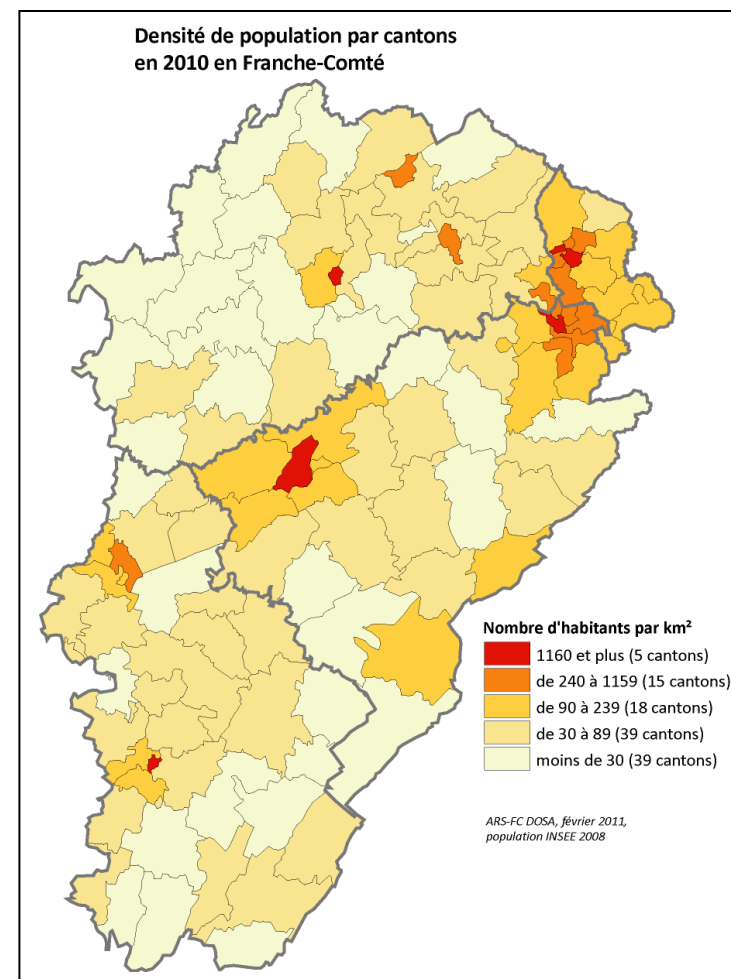 Densité de population par cantons
en 2010 en Franche-Comté
Nombre d'habitants par km²
1160 et plus (5 cantons)
de 240 à 1159 (15 cantons)
de 90 à 239 (18 cantons)
de 30 à 89 (39 cantons)
moins de 30 (39 cantons)
ARS-FC DOSA, février 2011,
population INSEE 2008